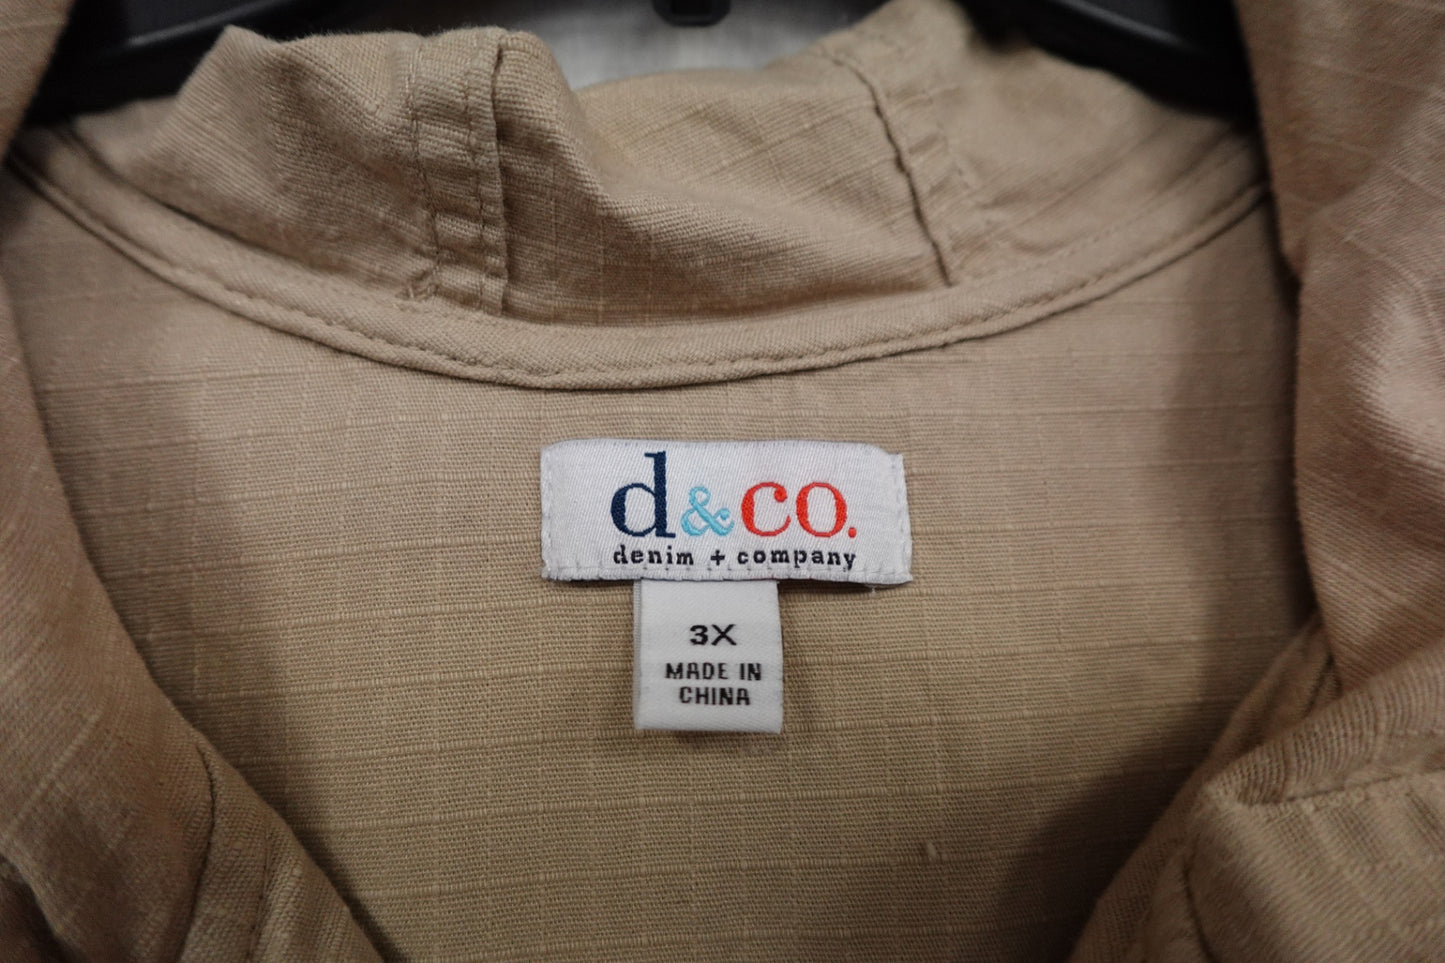 d&co.
denim + company
3X
MADE IN
CHINA